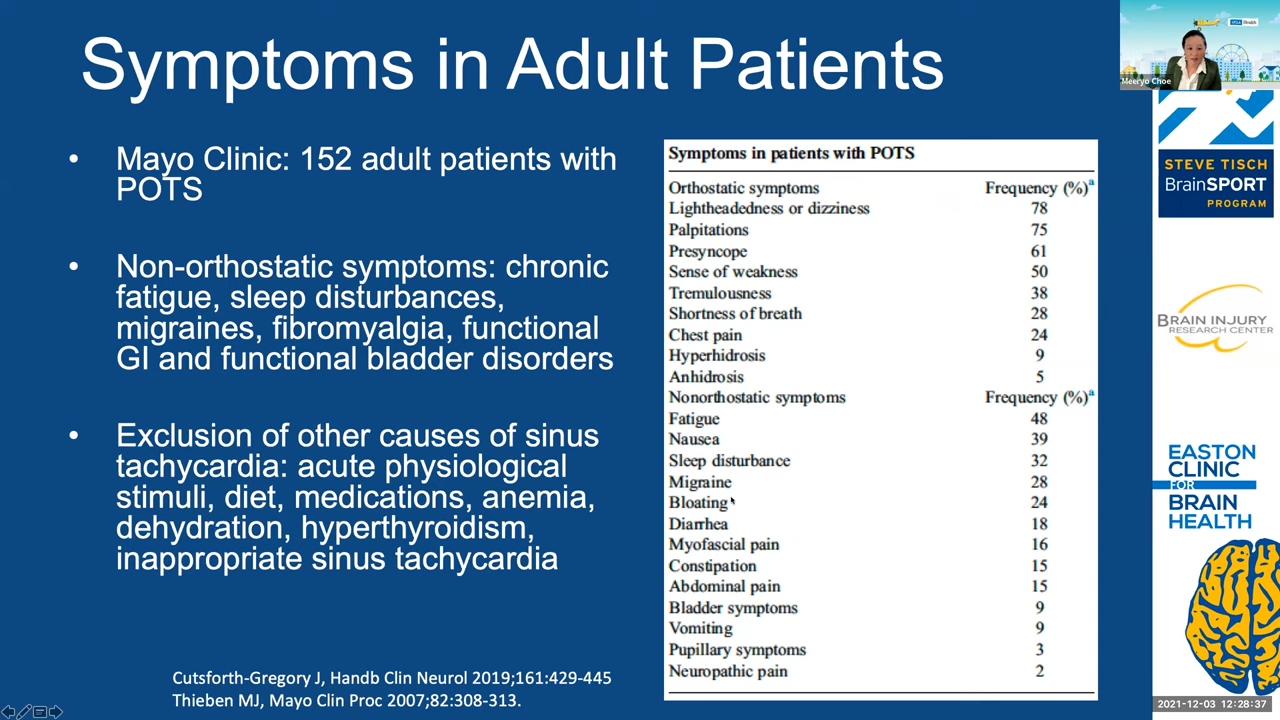 Symptoms in Adult Patients
• Mayo Clinic: 152 adult patients with
POTS
• Non-orthostatic symptoms: chronic
fatigue, sleep disturbances,
migraines, fibromyalgia, functional
GI and functional bladder disorders
• Exclusion of other causes of sinus
tachycardia: acute physiological
stimuli, diet, medications, anemia,
dehydration, hyperthyroidism,
inappropriate sinus tachycardia
Cutsforth-Gregory J, Handb Clin Neurol 2019;161:429-445
Thieben MJ, Mayo Clin Proc 2007;82:308-313.
Symptoms in patients with POTS
Orthostatic symptoms Frequency (%)a
Lightheadedness or dizziness 78
Palpitations 75
Presyncope 61
Sense of weakness 50
Tremulousness 38
Shortness of breath 28
Chest pain 24
Hyperhidrosis 9
Anhidrosis 5
Nonorthostatic symptoms Frequency (%)a
Fatigue 48
Nausea 39
Sleep disturbance 32
Migraine 28
Bloating 24
Diarrhea 18
Myofascial pain 16
Constipation 15
Abdominal pain 15
Bladder symptoms 9
Vomiting 9
Pupillary symptoms 3
Neuropathic pain 2
Meeryo Choe
STEVE TISCH
BrainSPORT
PROGRAM
BRAIN INJURY
RESEARCH CENTER
EASTON
CLINIC
FOR
BRAIN
HEALTH
2021-12-03 12:28:37